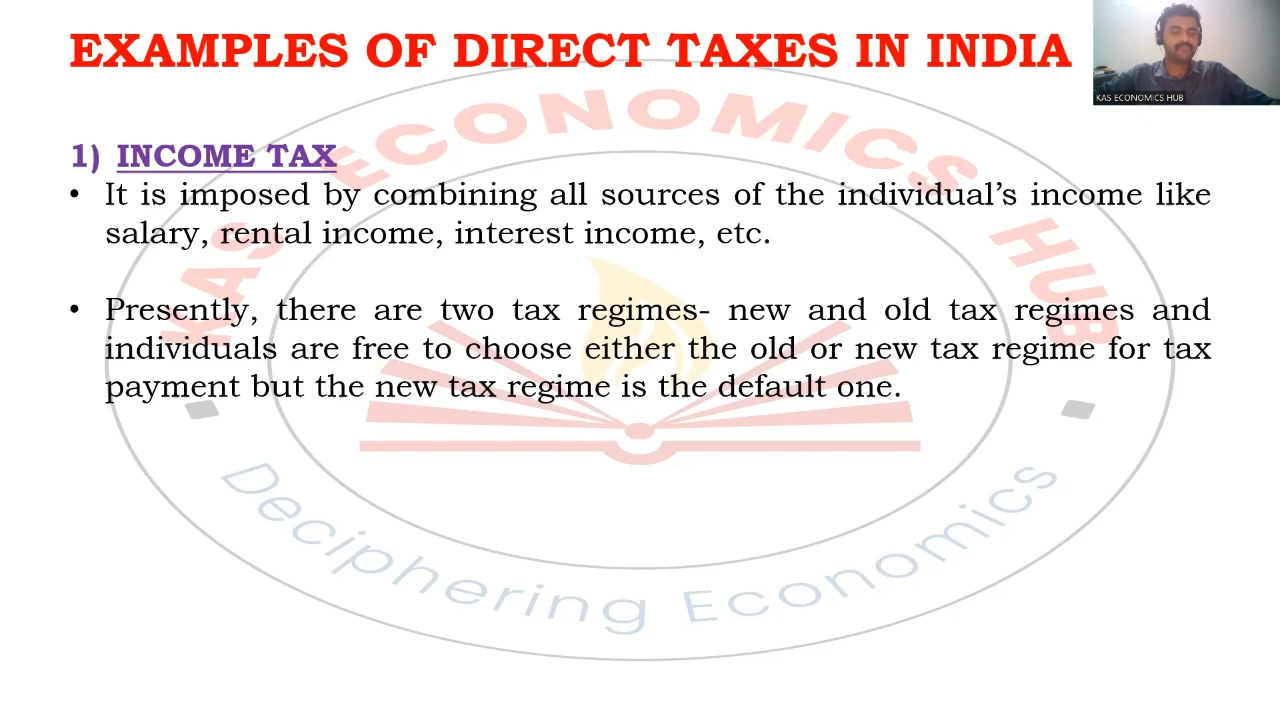 EXAMPLES OF DIRECT TAXES IN INDIA
KAS ECONOMICS HUB
1) INCOME TAX
• It is imposed by combining all sources of the individual’s income like
salary, rental income, interest income, etc.
• Presently, there are two tax regimes- new and old tax regimes and
individuals are free to choose either the old or new tax regime for tax
payment but the new tax regime is the default one.
KAS ECONOMICS HUB
Deciphering Economics